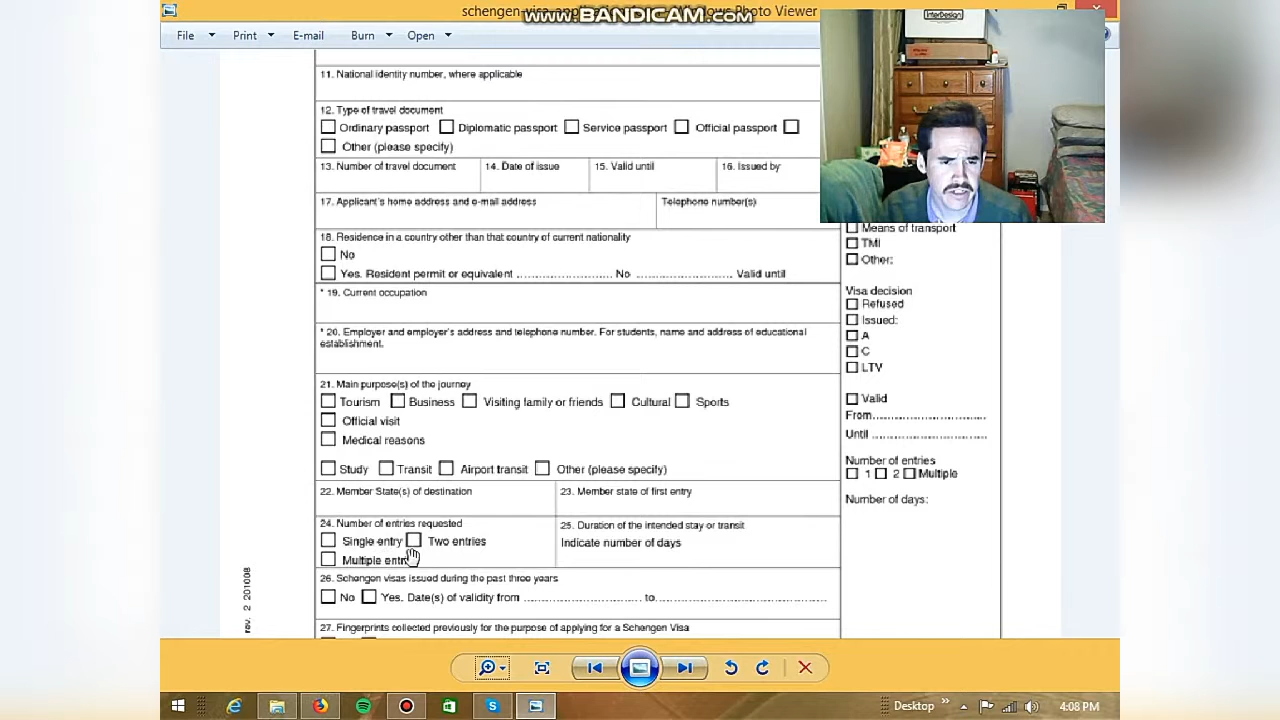 schengen-visa-appl
Windows Photo Viewer
www.BANDICAM.com
File Print E-mail Burn Open
InterDesign
11. National identity number, where applicable
12. Type of travel document
Ordinary passport Diplomatic passport Service passport Official passport
Other (please specify)
13. Number of travel document 14. Date of issue 15. Valid until 16. Issued by
17. Applicant's home address and e-mail address Telephone number(s)
18. Residence in a country other than that country of current nationality
No
Yes. Resident permit or equivalent ........................ No ........................ Valid until
* 19. Current occupation
* 20. Employer and employer's address and telephone number. For students, name and address of educational
establishment.
21. Main purpose(s) of the journey
Tourism Business Visiting family or friends Cultural Sports
Official visit
Medical reasons
Study Transit Airport transit Other (please specify)
22. Member State(s) of destination 23. Member state of first entry
24. Number of entries requested 25. Duration of the intended stay or transit
Single entry Two entries Indicate number of days
Multiple entr
26. Schengen visas issued during the past three years
No Yes. Date(s) of validity from .............................. to............................................
27. Fingerprints collected previously for the purpose of applying for a Schengen Visa
Means of transport
TMI
Other:
Visa decision
Refused
Issued:
A
C
LTV
Valid
From..............................
Until ..............................
Number of entries
1 2 Multiple
Number of days:
rev. 2 201008
Desktop » 4:08 PM